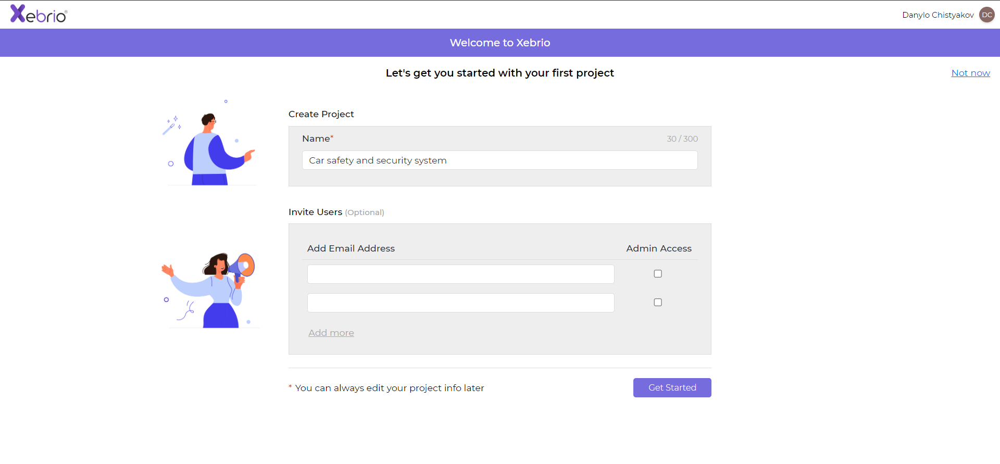 Xebrio®
Danylo Chistyakov DC
Welcome to Xebrio
Let's get you started with your first project
Not now
Create Project
Name* 30 / 300
Car safety and security system
Invite Users (Optional)
Add Email Address Admin Access
Add more
* You can always edit your project info later
Get Started